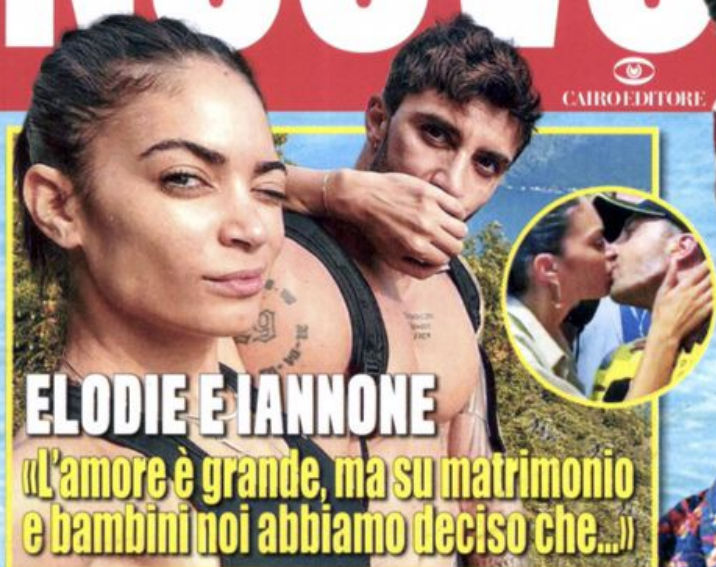 CAIRO EDITORE
ELODIE E IANNONE
«L'amore è grande, ma su matrimonio
e bambini noi abbiamo deciso che...»